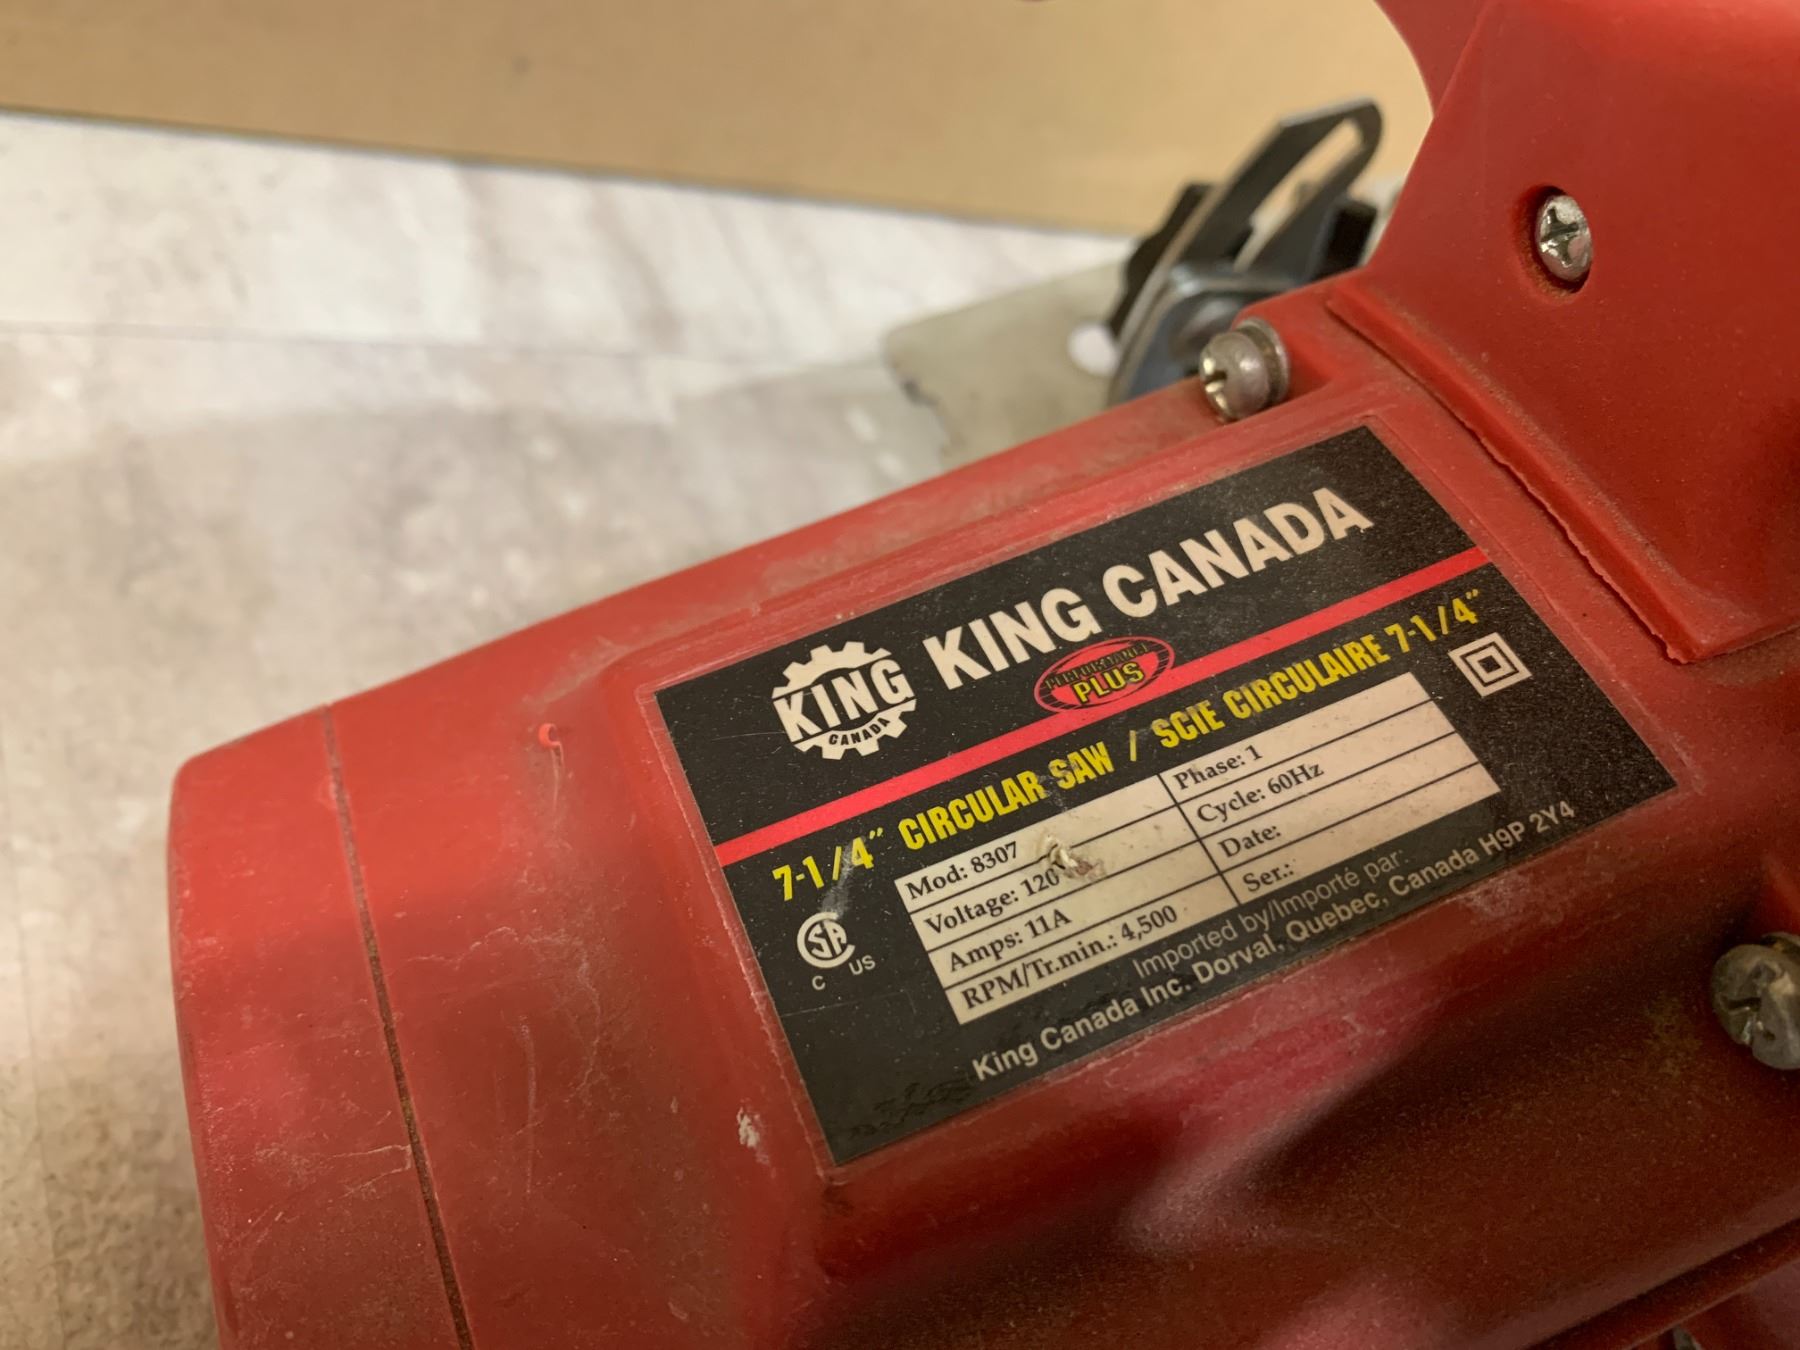 KING
CANADA
KING CANADA
PERFORMANCE
PLUS
7-1/4" CIRCULAR SAW / SCIE CIRCULAIRE 7-1/4"
Mod: 8307
Phase: 1
Voltage: 120
Cycle: 60Hz
Amps: 11A
Date:
RPM/Tr.min.: 4,500
Ser.:
CSA
C US
Imported by/Importé par:
King Canada Inc. Dorval, Quebec, Canada H9P 2Y4